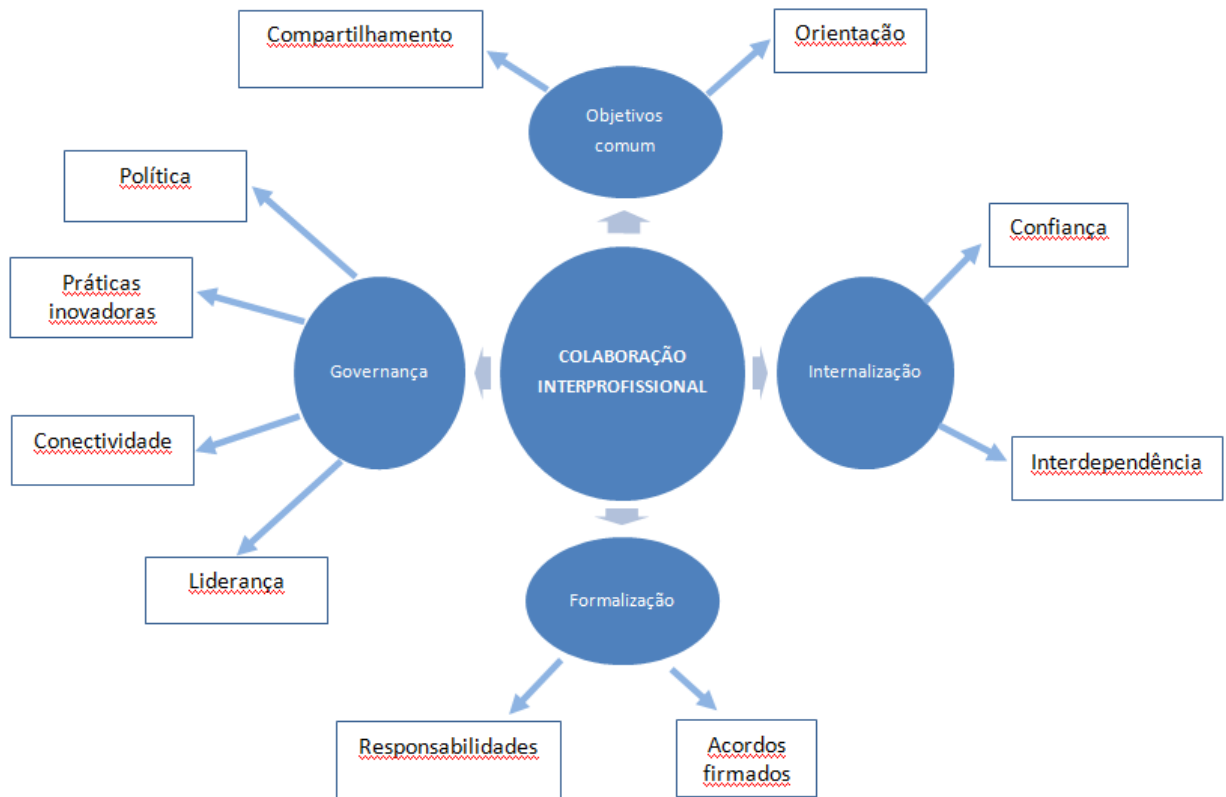 Compartilhamento
Orientação
Objetivos
comum
Política
Confiança
Práticas
inovadoras
Governança
COLABORAÇÃO
INTERPROFISSIONAL
Internalização
Conectividade
Interdependência
Liderança
Formalização
Responsabilidades
Acordos
firmados